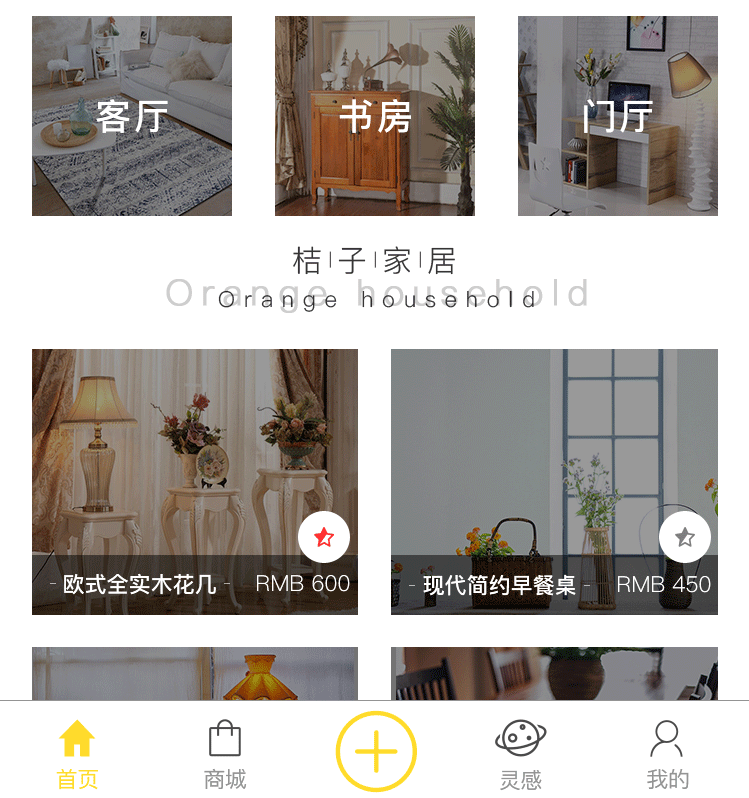 客厅 书房 门厅
桔子家居
Orange household
Orange household
- 欧式全实木花几 - RMB 600
- 现代简约早餐桌 - RMB 450
首页 商城 灵感 我的